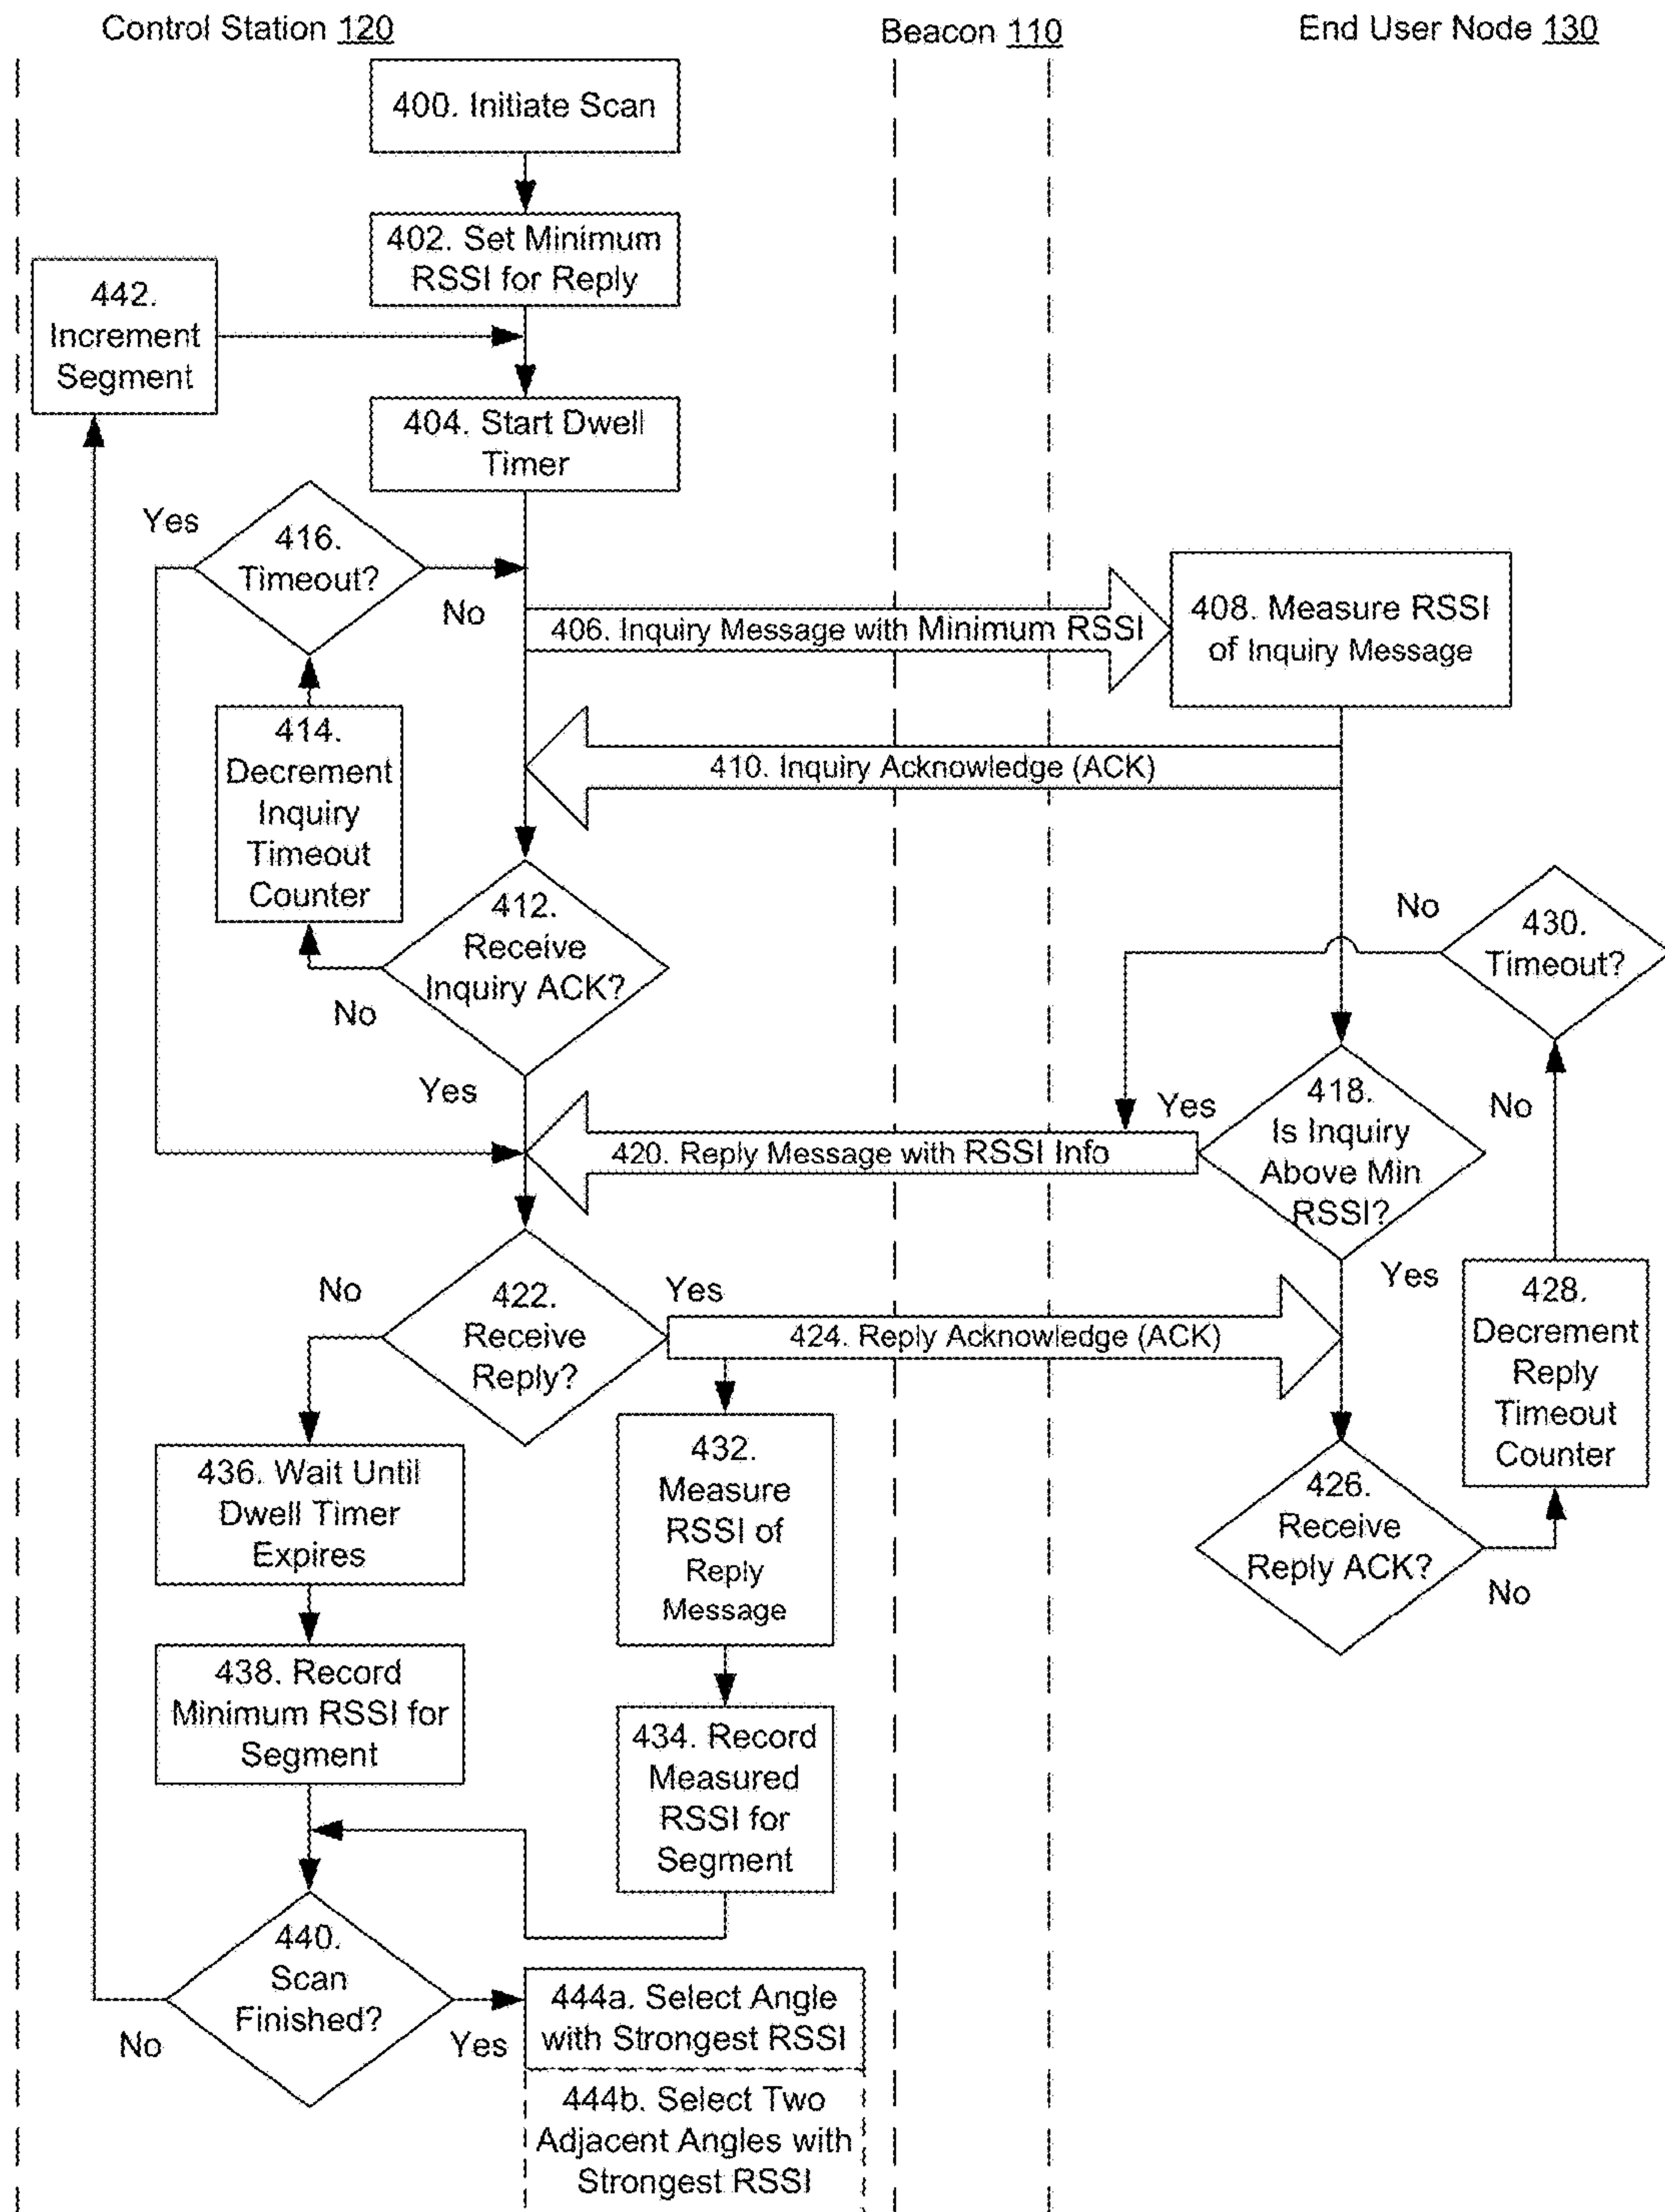 Control Station 120
Beacon 110
End User Node 130
400. Initiate Scan
402. Set Minimum
RSSI for Reply
442.
Increment
Segment
404. Start Dwell
Timer
Yes
416.
Timeout?
No
406. Inquiry Message with Minimum RSSI
408. Measure RSSI
of Inquiry Message
414.
Decrement
Inquiry
Timeout
Counter
410. Inquiry Acknowledge (ACK)
412.
Receive
Inquiry ACK?
No
Yes
No
430.
Timeout?
No
418.
Is Inquiry
Above Min
RSSI?
Yes
Yes
420. Reply Message with RSSI Info
422.
Receive
Reply?
No
Yes
424. Reply Acknowledge (ACK)
428.
Decrement
Reply
Timeout
Counter
426.
Receive
Reply ACK?
No
436. Wait Until
Dwell Timer
Expires
432.
Measure
RSSI of
Reply
Message
438. Record
Minimum RSSI for
Segment
434. Record
Measured
RSSI for
Segment
440.
Scan
Finished?
No
Yes
444a. Select Angle
with Strongest RSSI
444b. Select Two
Adjacent Angles with
Strongest RSSI